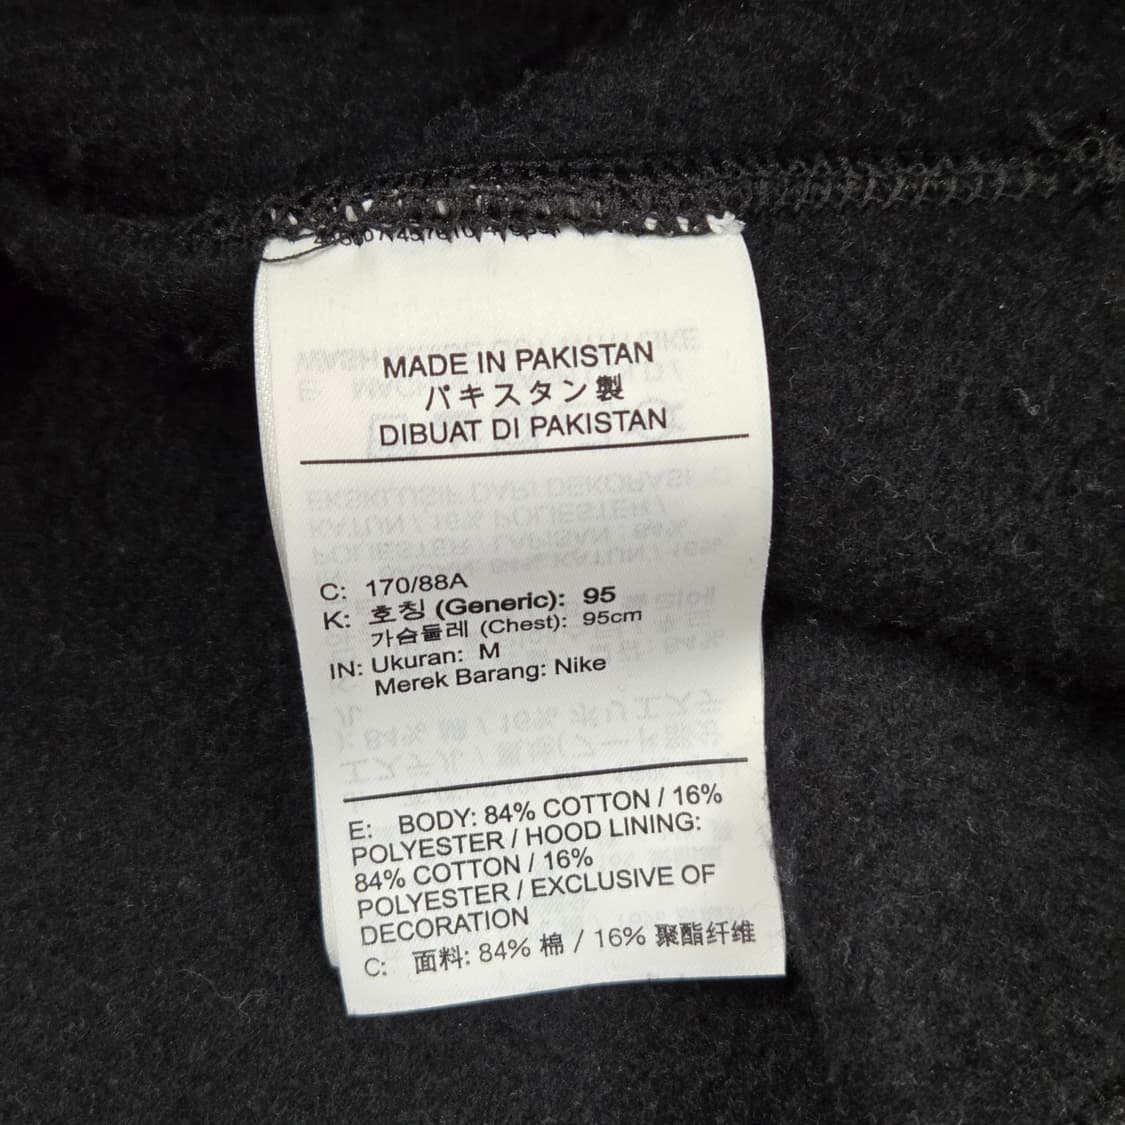 MADE IN PAKISTAN
パキスタン製
DIBUAT DI PAKISTAN
C: 170/88A
K: 호칭 (Generic): 95
가슴둘레 (Chest): 95cm
IN: Ukuran: M
Merek Barang: Nike
E: BODY: 84% COTTON / 16%
POLYESTER / HOOD LINING:
84% COTTON / 16%
POLYESTER / EXCLUSIVE OF
DECORATION
C: 面料: 84% 棉 / 16% 聚酯纤维